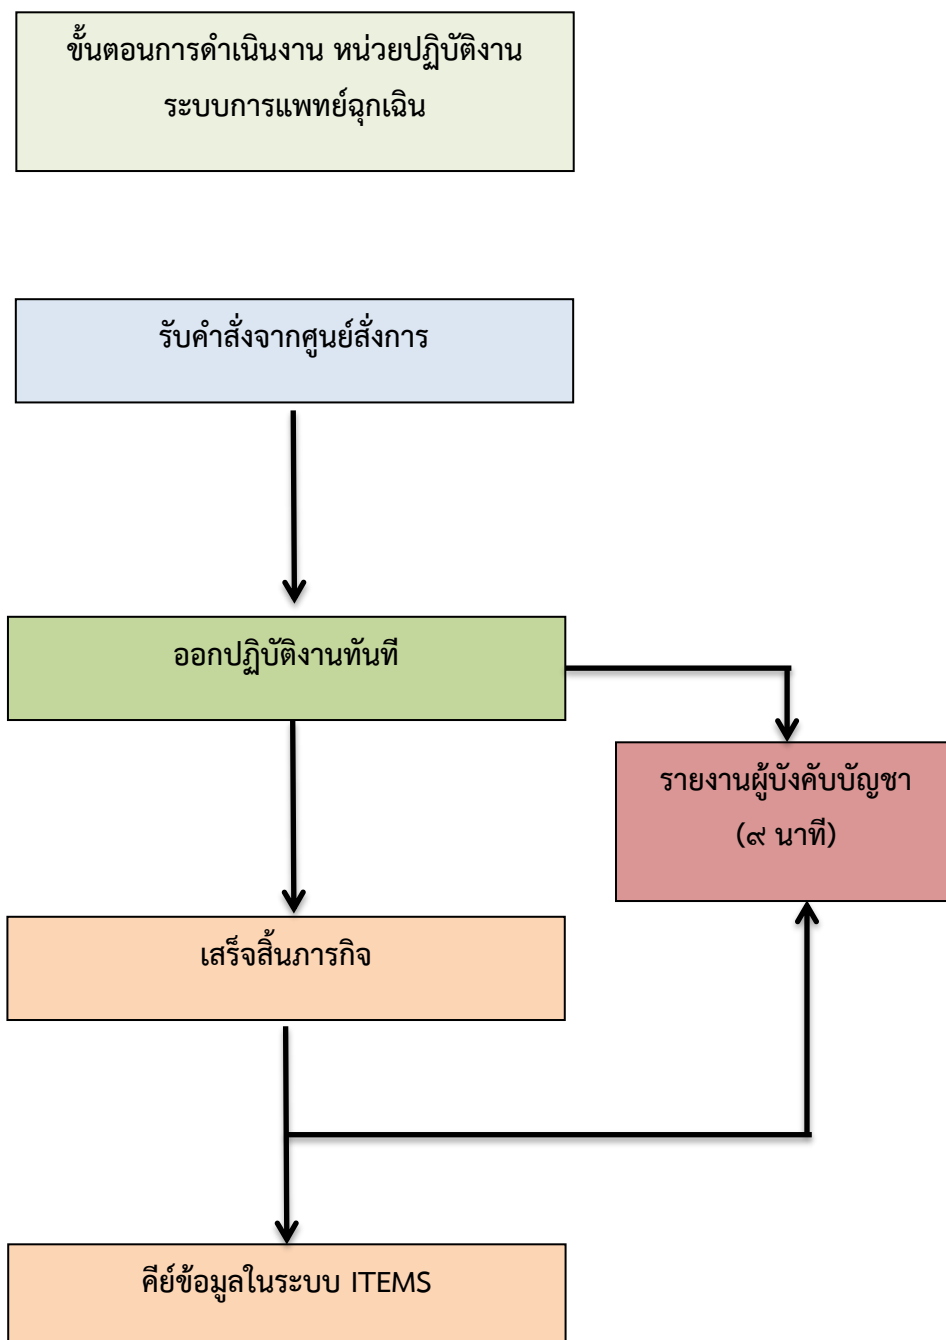 ขั้นตอนการดำเนินงาน หน่วยปฏิบัติงาน
ระบบการแพทย์ฉุกเฉิน
รับคำสั่งจากศูนย์สั่งการ
ออกปฏิบัติงานทันที
รายงานผู้บังคับบัญชา
(๙ นาที)
เสร็จสิ้นภารกิจ
คีย์ข้อมูลในระบบ ITEMS